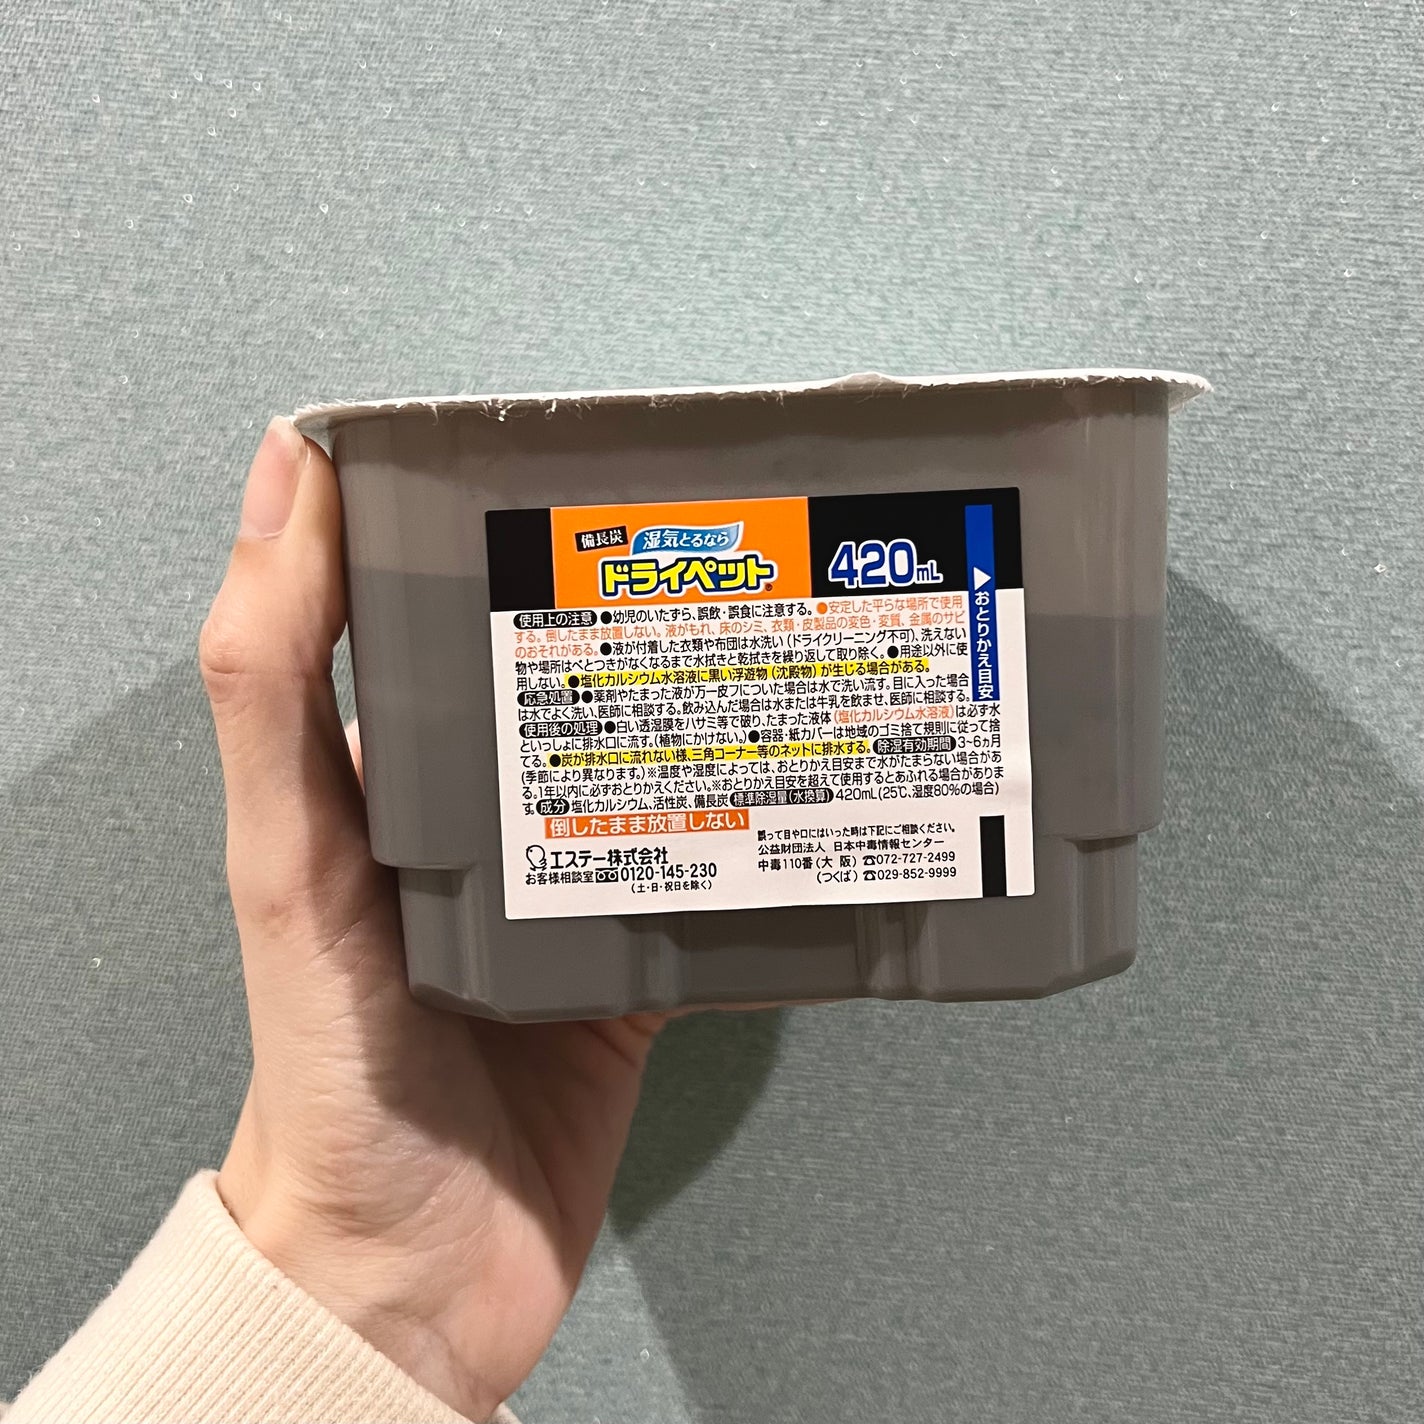 備長炭 湿気とるなら
ドライペット®
420mL
▶おとりかえ目安
使用上の注意 ●幼児のいたずら、誤飲・誤食に注意する。●安定した平らな場所で使用
する。倒したまま放置しない。液がもれ、床のシミ、衣類・皮製品の変色・変質、金属のサビ
のおそれがある。●液が付着した衣類や布団は水洗い(ドライクリーニング不可)、洗えない
物や場所はべとつきがなくなるまで水拭きと乾拭を繰り返して取り除く。●用途以外に使
用しない。●塩化カルシウム水溶液に黒い浮遊物(沈殿物)が生じる場合がある。
応急処置 ●薬剤やたまった液が万一皮フについた場合は水で洗い流す。目に入った場合
は水でよく洗い、医師に相談する。飲み込んだ場合は水または牛乳を飲ませ、医師に相談する。
使用後の処理 ●白い透湿膜をハサミ等で破り、たまった液体(塩化カルシウム水溶液)は必ず水
といっしょに排水口に流す。(植物にかけない。)●容器・紙カバーは地域のゴミ捨て規則に従って捨
てる。●炭が排水口に流れない様、三角コーナー等のネットに排水する。除湿有効期間 3~6ヵ月
(季節により異なります。)※温度や湿度によっては、おとりかえ目安まで水がたまらない場合があ
る。1年以内に必ずおとりかえください。※おとりかえ目安を超えて使用するとあふれる場合がありま
す。成分 塩化カルシウム、活性炭、備長炭 標準除湿量(水換算) 420mL(25℃、湿度80%の場合)
倒したまま放置しない
エステー株式会社
お客様相談室 0120-145-230
(土・日・祝日を除く)
誤って目や口にはいった時は下記にご相談ください。
公益財団法人 日本中毒情報センター
中毒110番(大 阪) ☎072-727-2499
(つくば) ☎029-852-9999